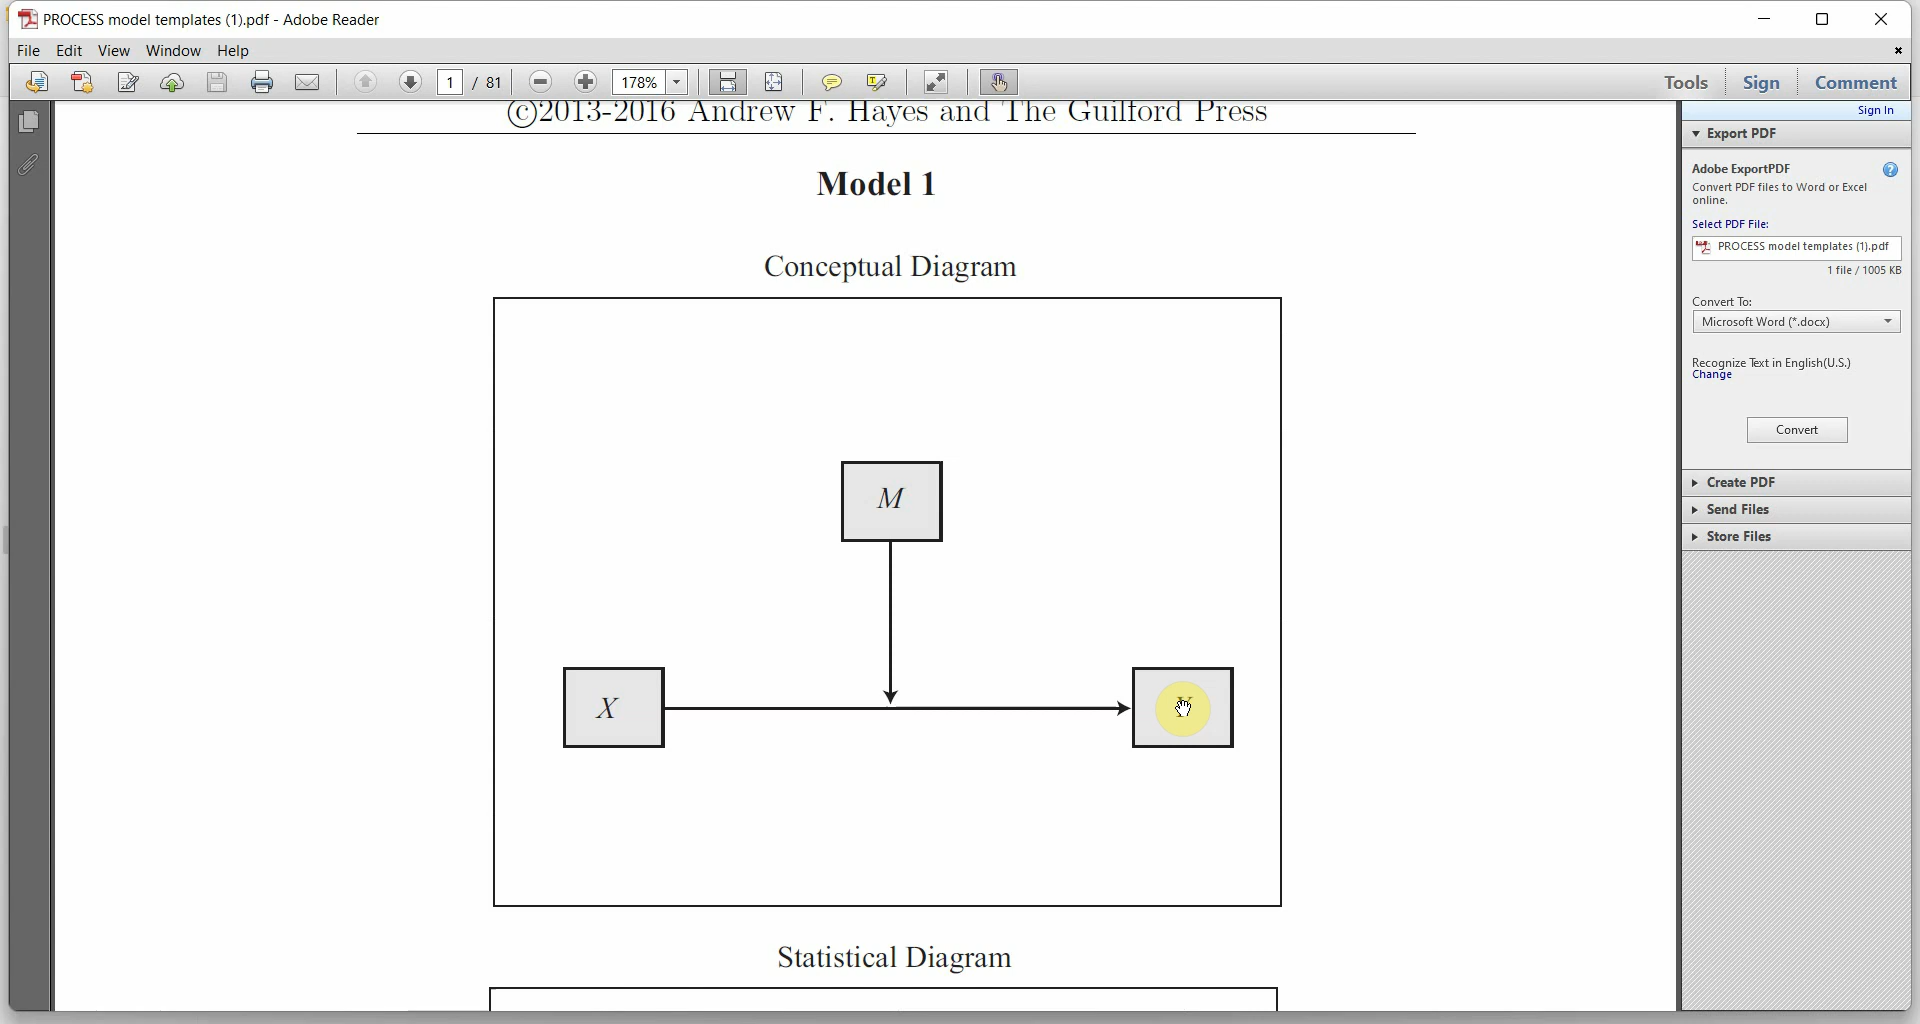 PROCESS model templates (1).pdf - Adobe Reader
File Edit View Window Help
1 / 81 178% Tools Sign Comment
Sign In
©2013-2016 Andrew F. Hayes and The Guilford Press
Model 1
Conceptual Diagram
M
X
Statistical Diagram
Export PDF
Adobe ExportPDF
Convert PDF files to Word or Excel
online.
Select PDF File:
PROCESS model templates (1).pdf
1 file / 1005 KB
Convert To:
Microsoft Word (*.docx)
Recognize Text in English(U.S.)
Change
Convert
Create PDF
Send Files
Store Files